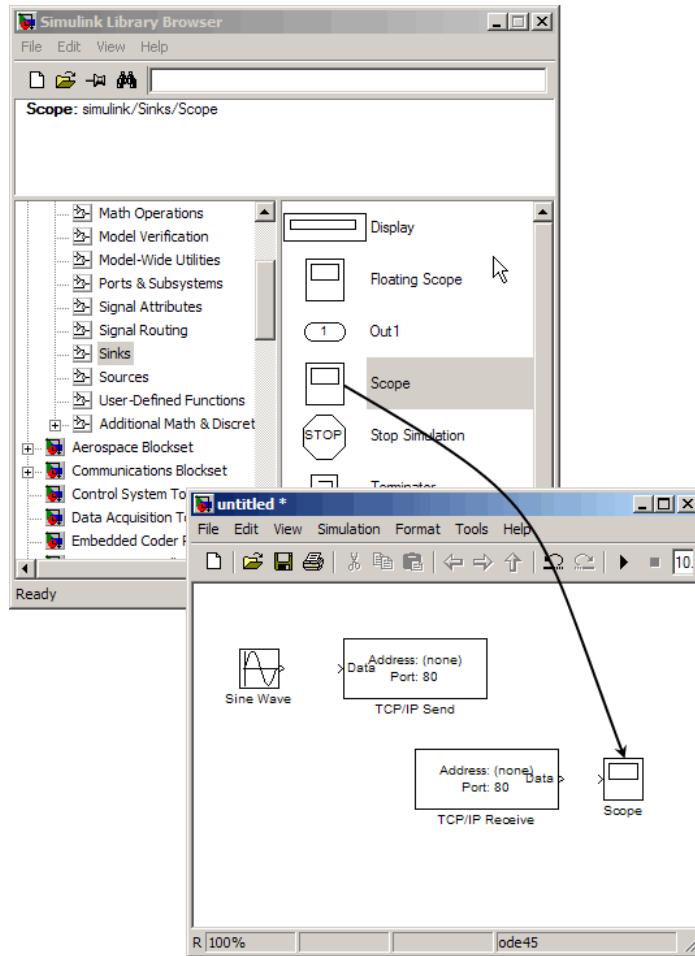 Simulink Library Browser
File Edit View Help
Scope: simulink/Sinks/Scope
Math Operations
Model Verification
Model-Wide Utilities
Ports & Subsystems
Signal Attributes
Signal Routing
Sinks
Sources
User-Defined Functions
Additional Math & Discret
Aerospace Blockset
Communications Blockset
Control System To
Data Acquisition T
Embedded Coder
Ready
Display
Floating Scope
1 Out1
Scope
STOP Stop Simulation
Terminator
untitled *
File Edit View Simulation Format Tools Help
10.
Sine Wave
Data
Address: (none)
Port: 80
TCP/IP Send
Address: (none)
Port: 80
Data
TCP/IP Receive
Scope
R 100% ode45